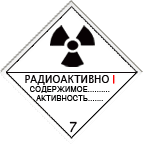 РАДИОАКТИВНО I
СОДЕРЖИМОЕ..........
АКТИВНОСТЬ.......
7